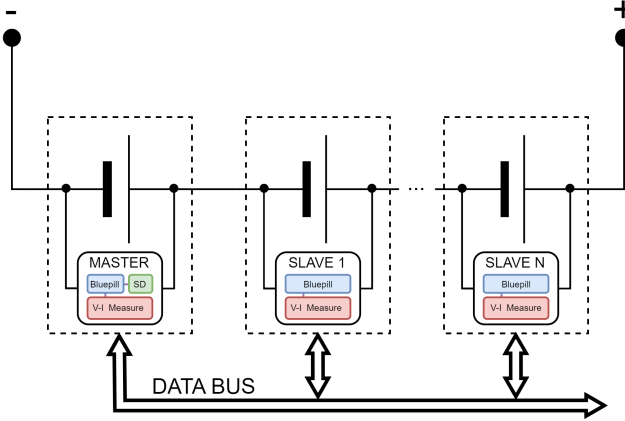 - +
...
MASTER SLAVE 1 SLAVE N
Bluepill SD Bluepill Bluepill
V-I Measure V-I Measure V-I Measure
DATA BUS